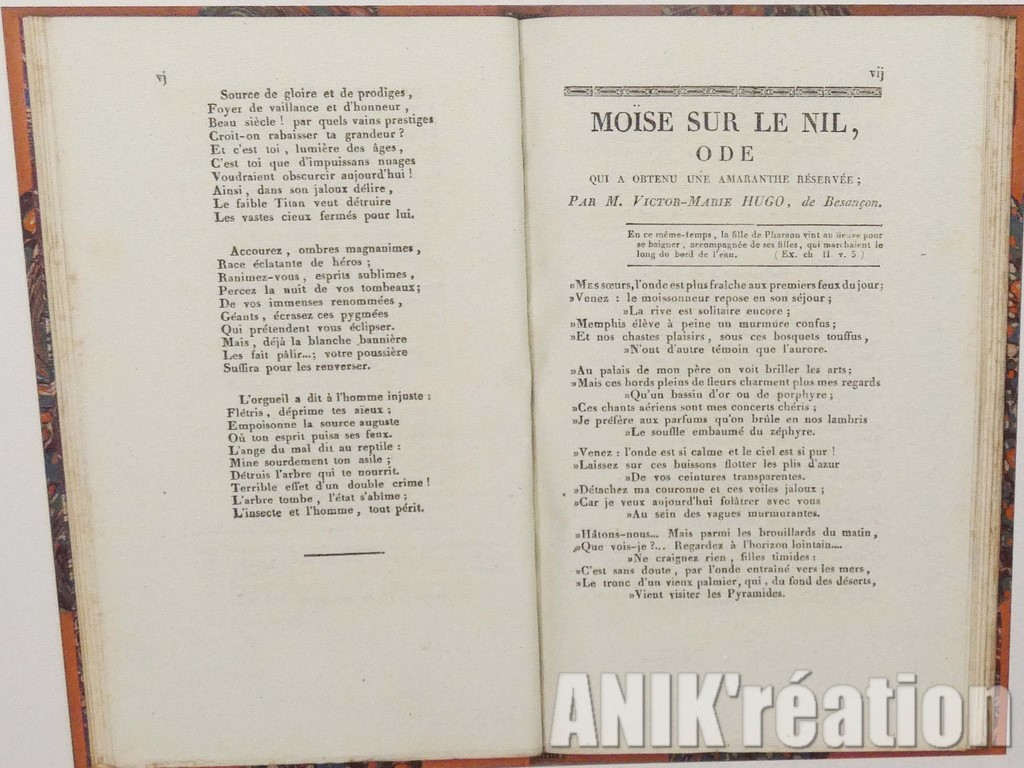 vj
Source de gloire et de prodiges ,
Foyer de vaillance et d'honneur ,
Beau siècle ! par quels vains prestiges
Croit-on rabaisser ta grandeur ?
Et c'est toi , lumière des âges ,
C'est toi que d'impuissans nuages
Voudraient obscurcir aujourd'hui !
Ainsi , dans son jaloux délire ,
Le faible Titan veut détruire
Les vastes cieux fermés pour lui.
Accourez , ombres magnanimes ,
Race éclatante de héros ;
Ranimez-vous , esprits sublimes ,
Percez la nuit de vos tombeaux ;
De vos immenses renommées ,
Géants , écrasez ces pygmées
Qui prétendent vous éclipser.
Mais , déjà la blanche bannière
Les fait pâlir... ; votre poussière
Suffira pour les renverser.
L'orgueil a dit à l'homme injuste :
Flétris , déprime tes aïeux ;
Empoisonne la source auguste
Où ton esprit puisa ses feux.
L'ange du mal dit au reptile :
Mine sourdement ton asile ;
Détruis l'arbre qui te nourrit.
Terrible effet d'un double crime !
L'arbre tombe , l'état s'abîme ;
L'insecte et l'homme , tout périt.
vij
MOÏSE SUR LE NIL,
ODE
QUI A OBTENU UNE AMARANTHE RÉSERVÉE ;
PAR M. VICTOR-MARIE HUGO, de Besançon.
En ce même-temps , la fille de Pharaon vint au fleuve pour
se baigner , accompagnée de ses filles , qui marchaient le
long du bord de l'eau. ( Ex. ch II. v. 5 )
«MES sœurs, l'onde est plus fraîche aux premiers feux du jour ;
»Venez : le moissonneur repose en son séjour ;
»La rive est solitaire encore ;
»Memphis élève à peine un murmure confus ;
»Et nos chastes plaisirs , sous ces bosquets touffus ,
»N'ont d'autre témoin que l'aurore.
»Au palais de mon père on voit briller les arts ;
»Mais ces bords pleins de fleurs charment plus mes regards
»Qu'un bassin d'or ou de porphyre ;
»Ces chants aériens sont mes concerts chéris ;
»Je préfère aux parfums qu'on brûle en nos lambris
»Le souffle embaumé du zéphyre.
»Venez : l'onde est si calme et le ciel est si pur !
»Laissez sur ces buissons flotter les plis d'azur
»De vos ceintures transparentes.
»Détachez ma couronne et ces voiles jaloux ;
»Car je veux aujourd'hui folâtrer avec vous
»Au sein des vagues murmurantes.
»Hâtons-nous... Mais parmi les brouillards du matin ,
»Que vois-je ?... Regardez à l'horizon lointain....
»Ne craignez rien , filles timides :
»C'est sans doute , par l'onde entraîné vers les mers ,
»Le tronc d'un vieux palmier, qui , du fond des déserts,
»Vient visiter les Pyramides.
ANIK'réation